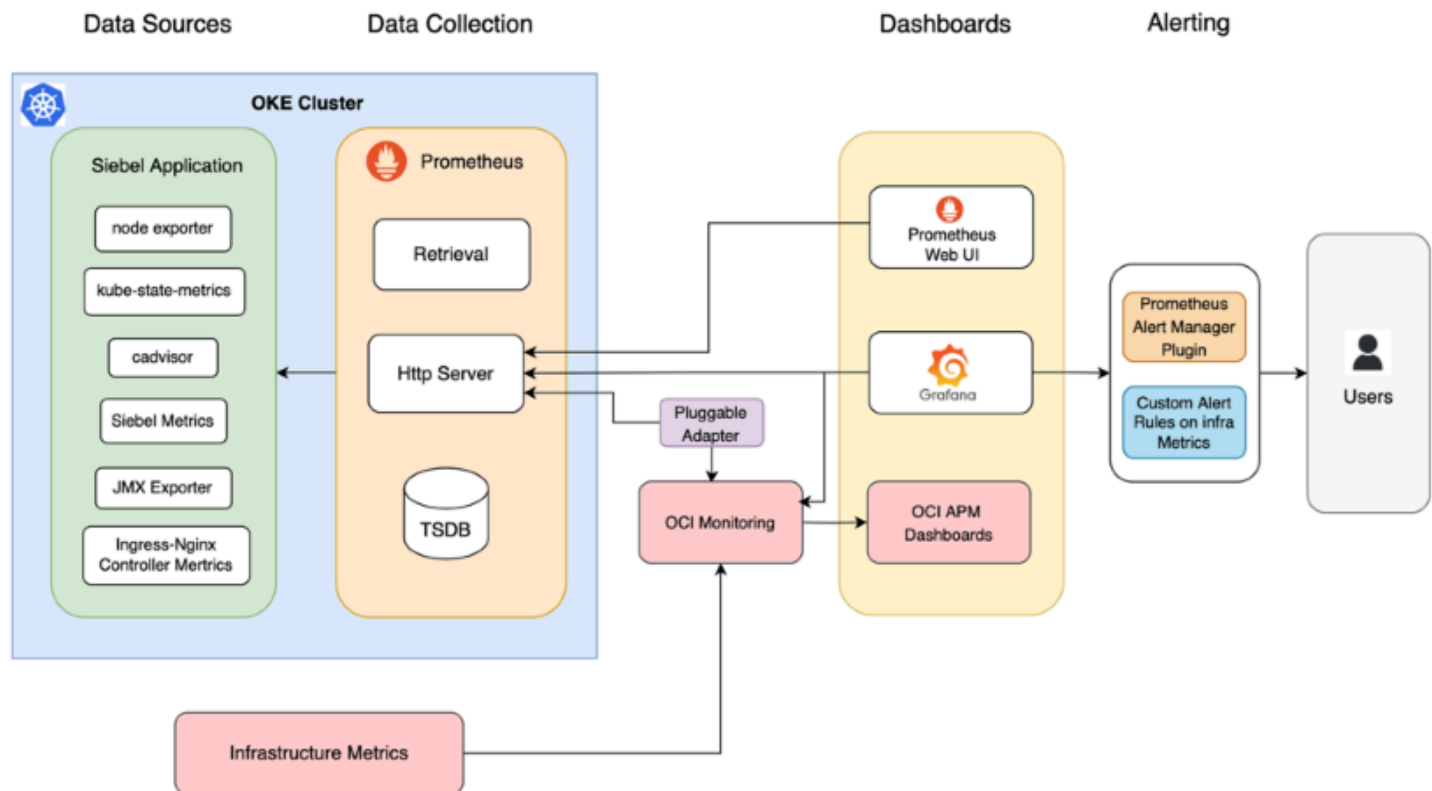 Data Sources
Data Collection
Dashboards
Alerting
OKE Cluster
Siebel Application
node exporter
kube-state-metrics
cadvisor
Siebel Metrics
JMX Exporter
Ingress-Nginx
Controller Mertrics
Prometheus
Retrieval
Http Server
TSDB
Pluggable
Adapter
OCI Monitoring
Prometheus
Web UI
Grafana
OCI APM
Dashboards
Prometheus
Alert Manager
Plugin
Custom Alert
Rules on infra
Metrics
Users
Infrastructure Metrics